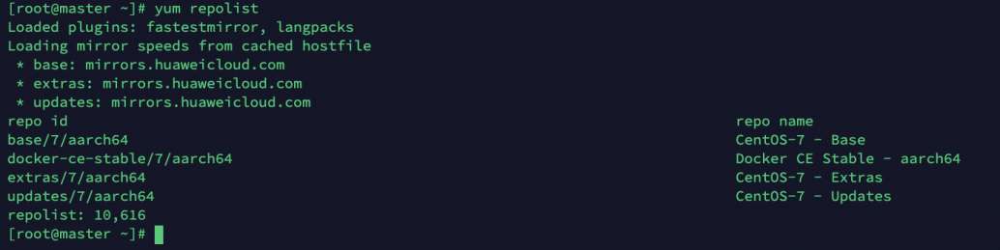 [root@master ~]# yum repolist
Loaded plugins: fastestmirror, langpacks
Loading mirror speeds from cached hostfile
 * base: mirrors.huaweicloud.com
 * extras: mirrors.huaweicloud.com
 * updates: mirrors.huaweicloud.com
repo id                                                                              repo name
base/7/aarch64                                                                       CentOS-7 - Base
docker-ce-stable/7/aarch64                                                           Docker CE Stable - aarch64
extras/7/aarch64                                                                     CentOS-7 - Extras
updates/7/aarch64                                                                    CentOS-7 - Updates
repolist: 10,616
[root@master ~]#